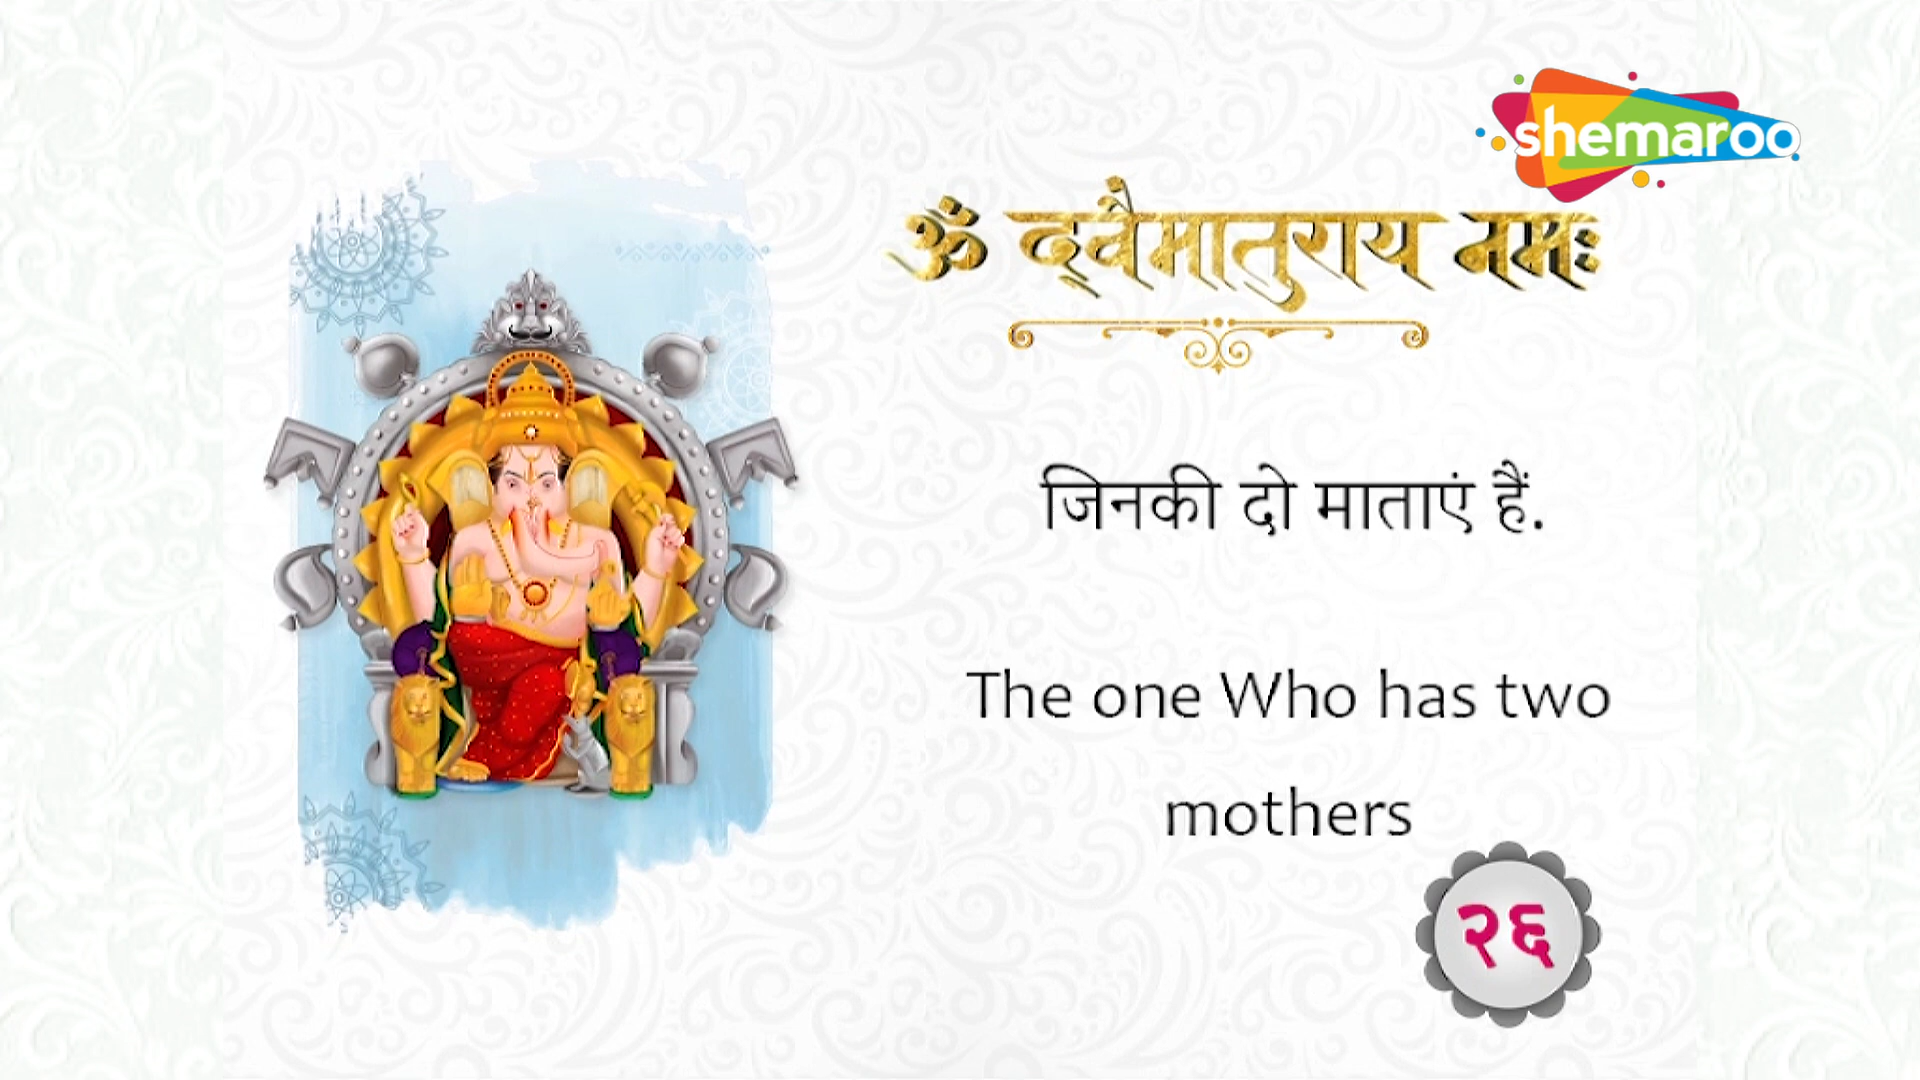 shemaroo
ॐ द्वैमातुराय नमः
जिनकी दो माताएं हैं.
The one Who has two
mothers
२६